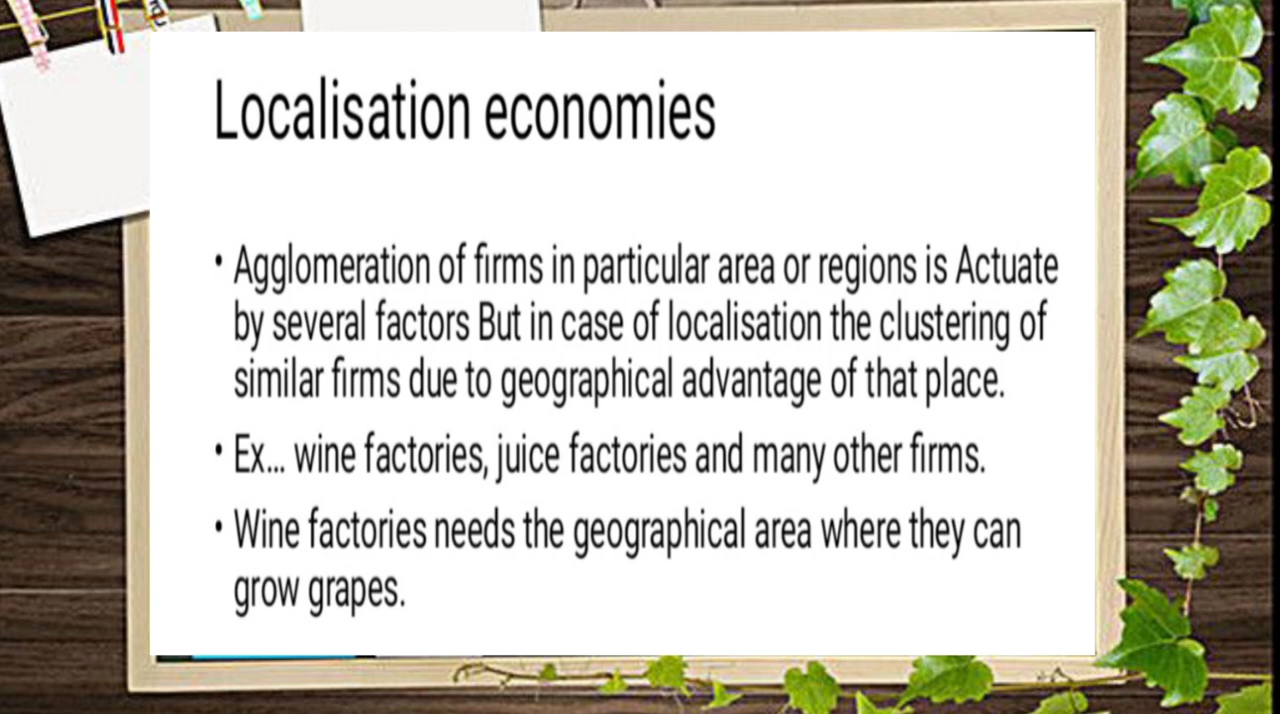 Localisation economies
• Agglomeration of firms in particular area or regions is Actuate
by several factors But in case of localisation the clustering of
similar firms due to geographical advantage of that place.
• Ex... wine factories, juice factories and many other firms.
• Wine factories needs the geographical area where they can
grow grapes.